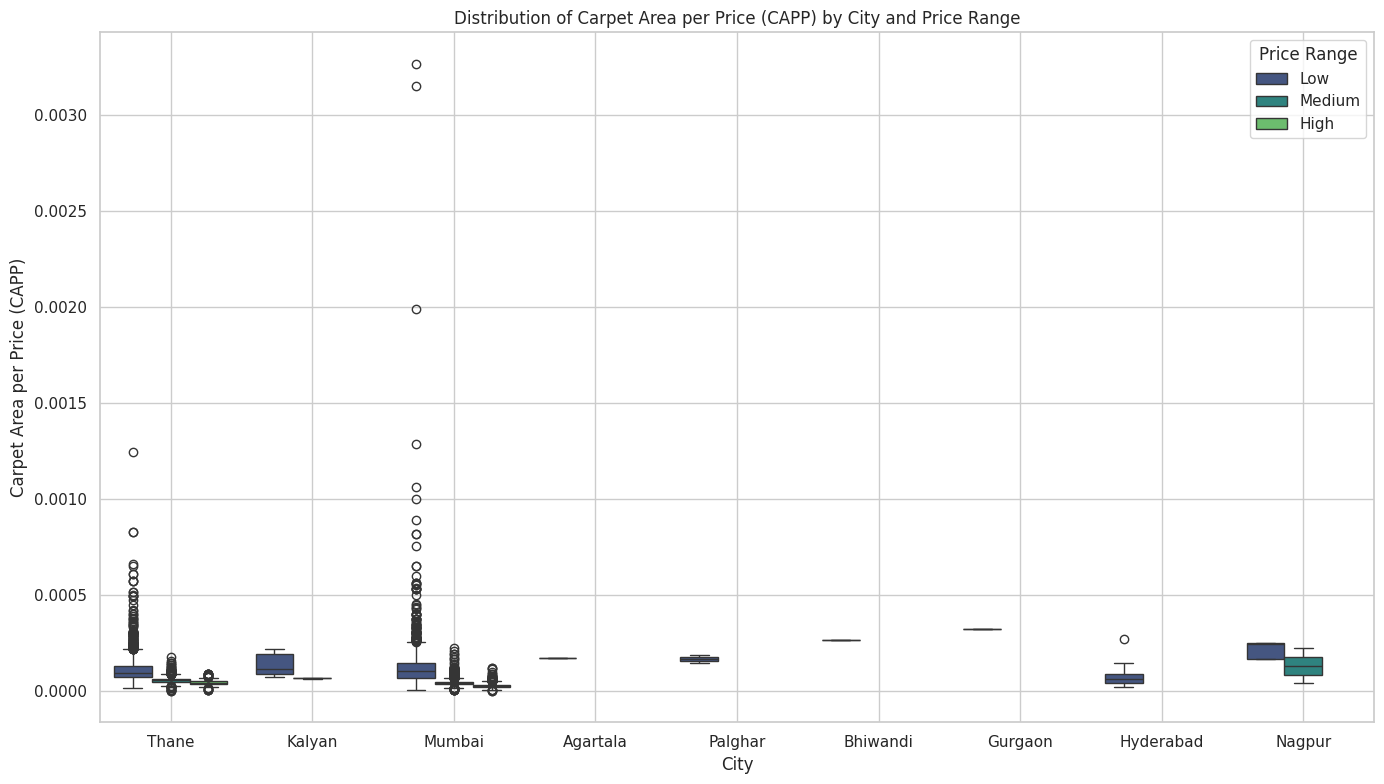 Distribution of Carpet Area per Price (CAPP) by City and Price Range
Price Range
Low
Medium
High
Carpet Area per Price (CAPP)
0.0030
0.0025
0.0020
0.0015
0.0010
0.0005
0.0000
Thane
Kalyan
Mumbai
Agartala
Palghar
Bhiwandi
Gurgaon
Hyderabad
Nagpur
City